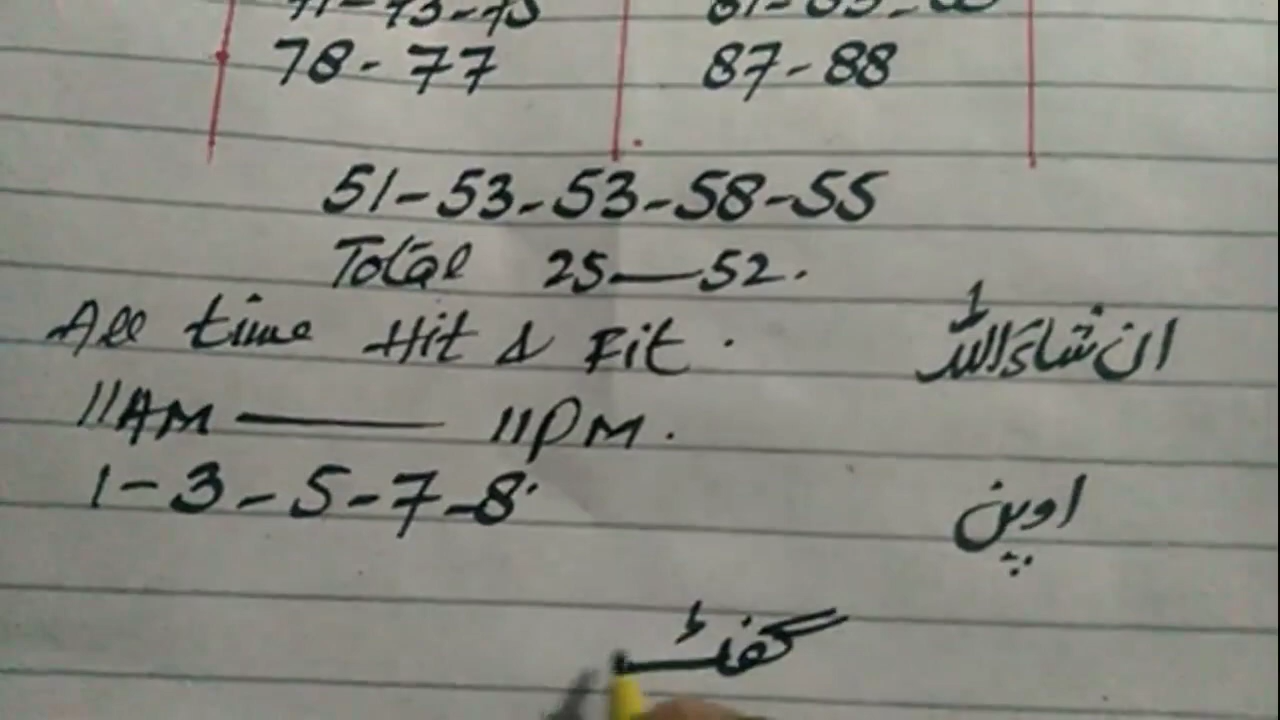 78-77 87-88
51-53-53-58-55
Total 25—52.
All time Hit & Fit. ان شاءاللہ
11AM — 11PM.
1-3-5-7-8 اوپن
گفٹ